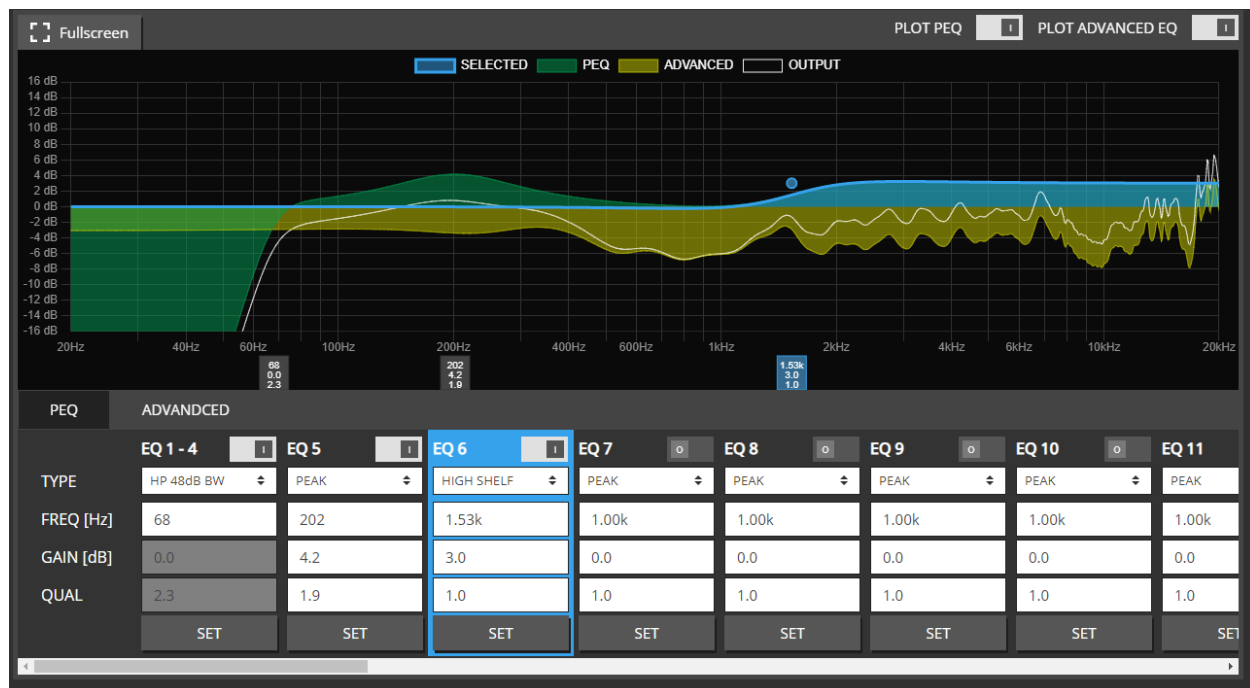 Fullscreen
PLOT PEQ I PLOT ADVANCED EQ I
SELECTED PEQ ADVANCED OUTPUT
16 dB
14 dB
12 dB
10 dB
8 dB
6 dB
4 dB
2 dB
0 dB
-2 dB
-4 dB
-6 dB
-8 dB
-10 dB
-12 dB
-14 dB
-16 dB
20Hz 40Hz 60Hz 100Hz 200Hz 400Hz 600Hz 1kHz 2kHz 4kHz 6kHz 10kHz 20kHz
68 202 1.53k
0.0 4.2 3.0
2.3 1.9 1.0
PEQ ADVANDCED
EQ 1 - 4 I EQ 5 I EQ 6 I EQ 7 O EQ 8 O EQ 9 O EQ 10 O EQ 11
TYPE HP 48dB BW PEAK HIGH SHELF PEAK PEAK PEAK PEAK PEAK
FREQ [Hz] 68 202 1.53k 1.00k 1.00k 1.00k 1.00k 1.00k
GAIN [dB] 0.0 4.2 3.0 0.0 0.0 0.0 0.0 0.0
QUAL 2.3 1.9 1.0 1.0 1.0 1.0 1.0 1.0
SET SET SET SET SET SET SET SET